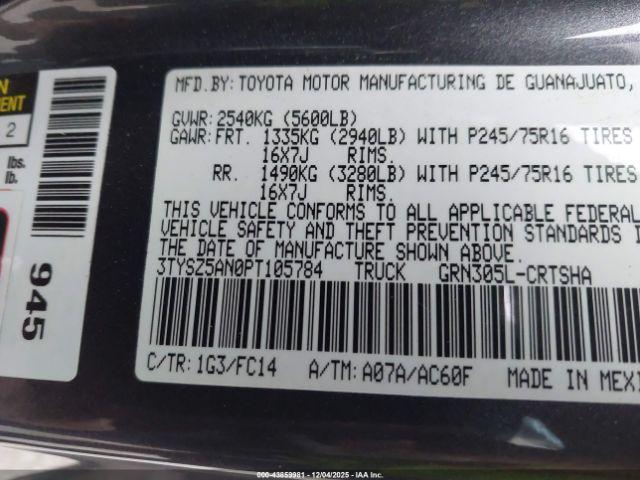 MFD.BY:TOYOTA MOTOR MANUFACTURING DE GUANAJUATO,
GVWR:2540KG (5600LB)
GAWR:FRT. 1335KG (2940LB) WITH P245/75R16 TIRES
16X7J RIMS.
RR. 1490KG (3280LB) WITH P245/75R16 TIRES
16X7J RIMS.
THIS VEHICLE CONFORMS TO ALL APPLICABLE FEDERAL
VEHICLE SAFETY AND THEFT PREVENTION STANDARDS I
THE DATE OF MANUFACTURE SHOWN ABOVE.
3TYSZ5AN0PT105784 TRUCK GRN305L-CRTSHA
C/TR:1G3/FC14 A/TM:A07A/AC60F MADE IN MEXI
N
MENT
2
lbs.
lb.
945
000-43859981 - 12/04/2025 - IAA Inc.